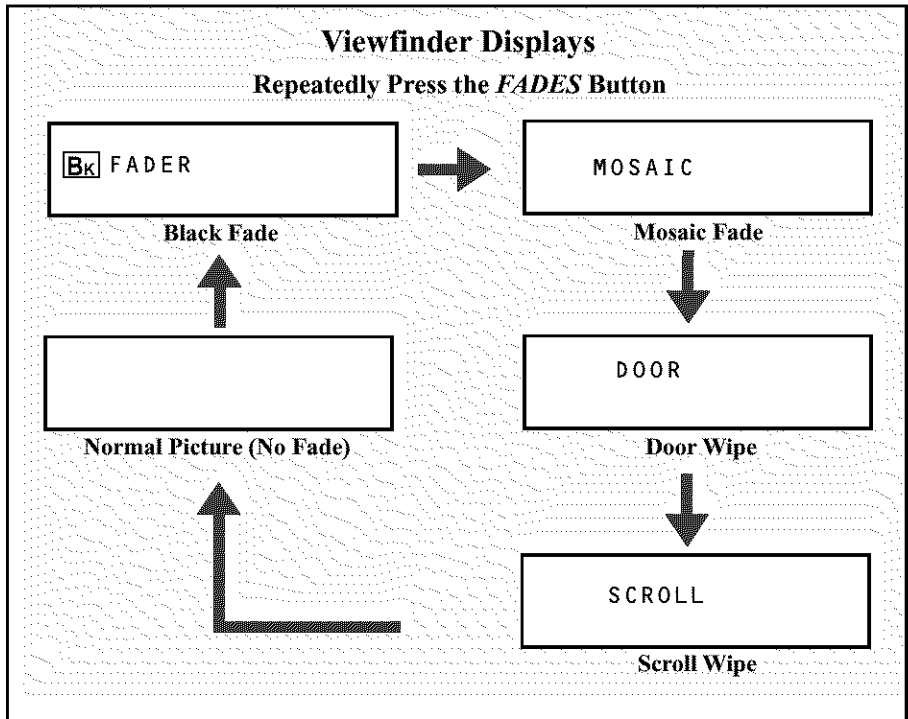 Viewfinder Displays
Repeatedly Press the FADES Button
BK FADER
Black Fade
MOSAIC
Mosaic Fade
Normal Picture (No Fade)
DOOR
Door Wipe
SCROLL
Scroll Wipe